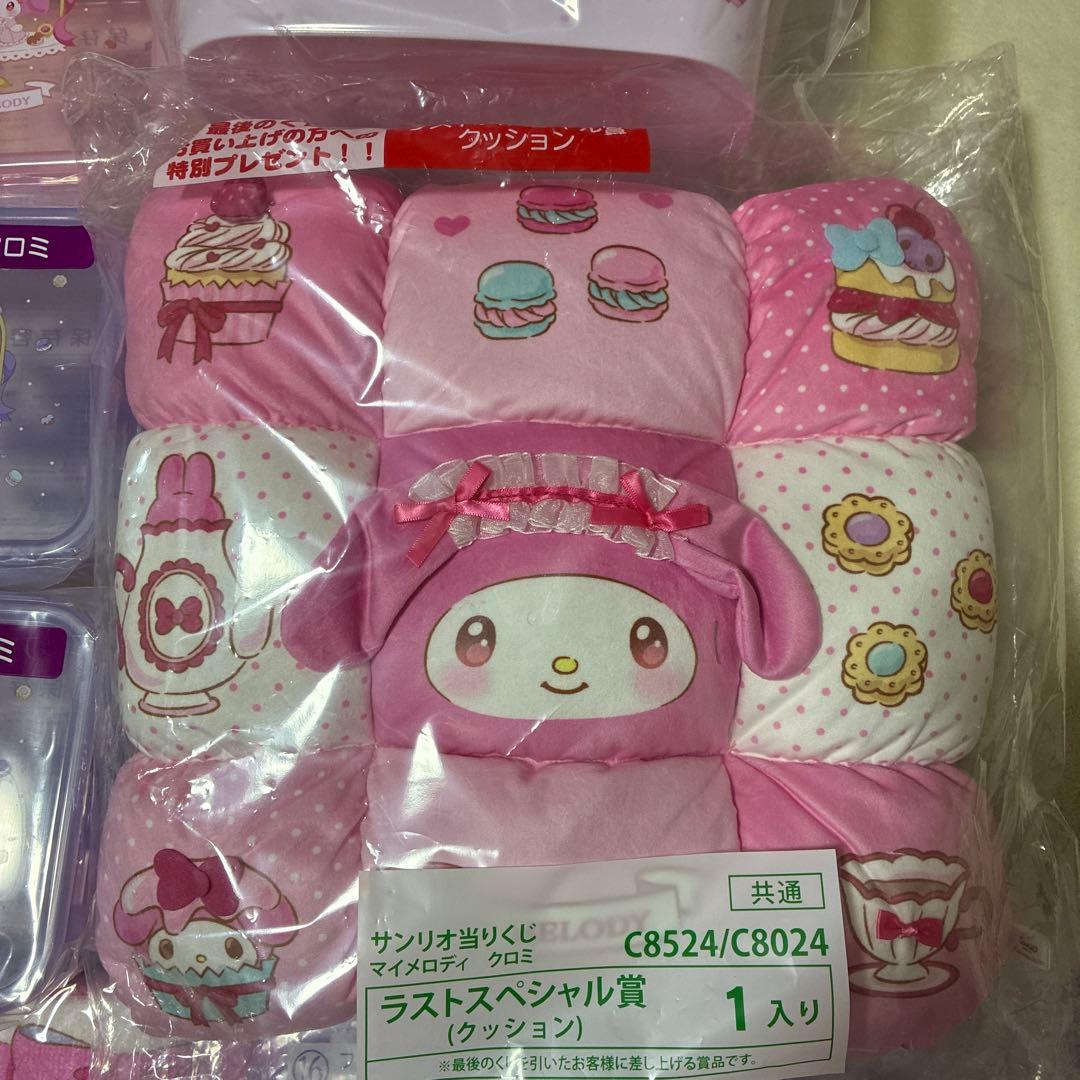 ODY
最後のく
お買い上げの方への
特別プレゼント！！
クッション
ロミ
ミ
ELODY
共通
サンリオ当りくじ
マイメロディ クロミ
C8524/C8024
ラストスペシャル賞
(クッション)
1入り
※最後のくじを引いたお客様に差し上げる賞品です。
16